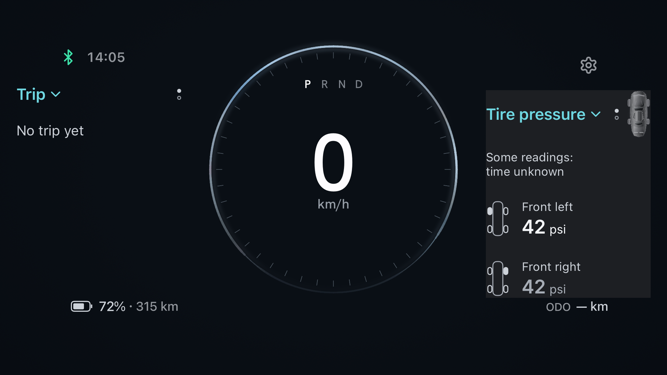 14:05
Trip
No trip yet
P R N D
0
km/h
72% · 315 km
Tire pressure
Some readings:
time unknown
Front left
42 psi
Front right
42 psi
ODO — km